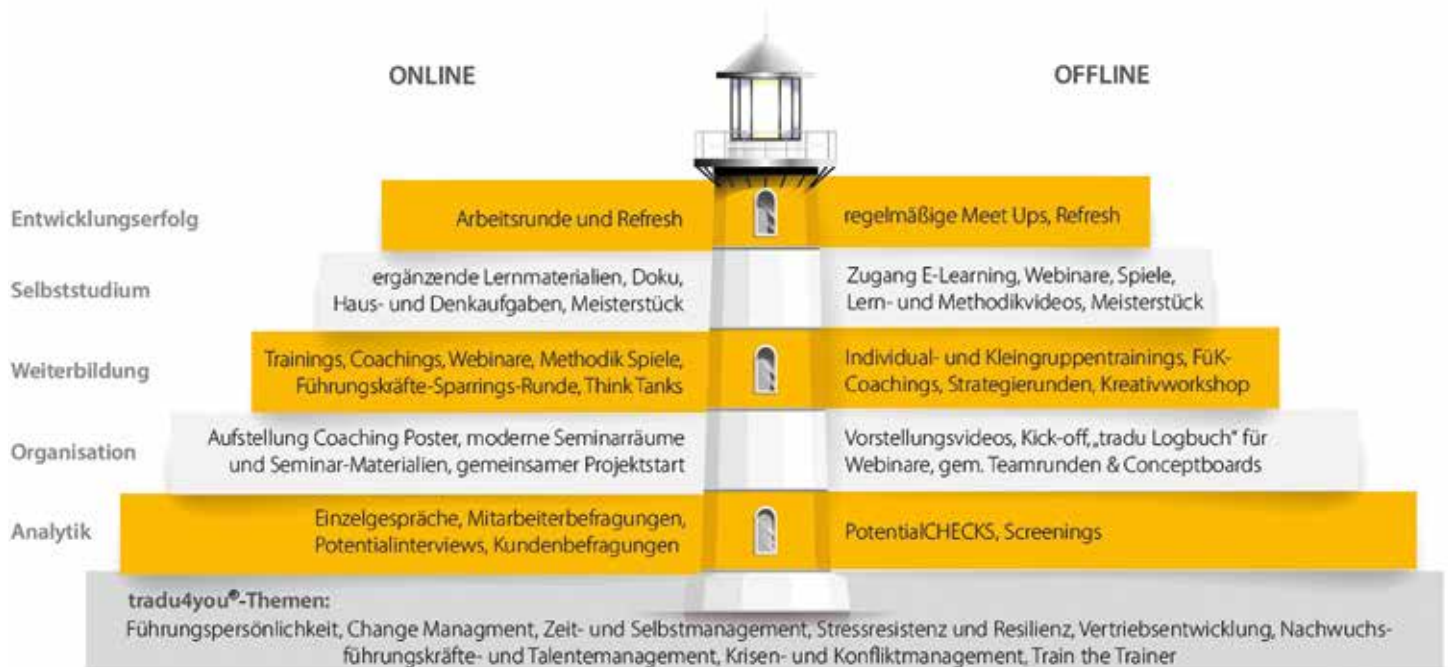 ONLINE
OFFLINE
Entwicklungserfolg
Arbeitsrunde und Refresh
regelmäßige Meet Ups, Refresh
Selbststudium
ergänzende Lernmaterialien, Doku,
Haus- und Denkaufgaben, Meisterstück
Zugang E-Learning, Webinare, Spiele,
Lern- und Methodikvideos, Meisterstück
Weiterbildung
Trainings, Coachings, Webinare, Methodik Spiele,
Führungskräfte-Sparrings-Runde, Think Tanks
Individual- und Kleingruppentrainings, FüK-
Coachings, Strategierunden, Kreativworkshop
Organisation
Aufstellung Coaching Poster, moderne Seminarräume
und Seminar-Materialien, gemeinsamer Projektstart
Vorstellungsvideos, Kick-off, „tradu Logbuch" für
Webinare, gem. Teamrunden & Conceptboards
Analytik
Einzelgespräche, Mitarbeiterbefragungen,
Potentialinterviews, Kundenbefragungen
PotentialCHECKS, Screenings
tradu4you®-Themen:
Führungspersönlichkeit, Change Managment, Zeit- und Selbstmanagement, Stressresistenz und Resilienz, Vertriebsentwicklung, Nachwuchs-
führungskräfte- und Talentemanagement, Krisen- und Konfliktmanagement, Train the Trainer